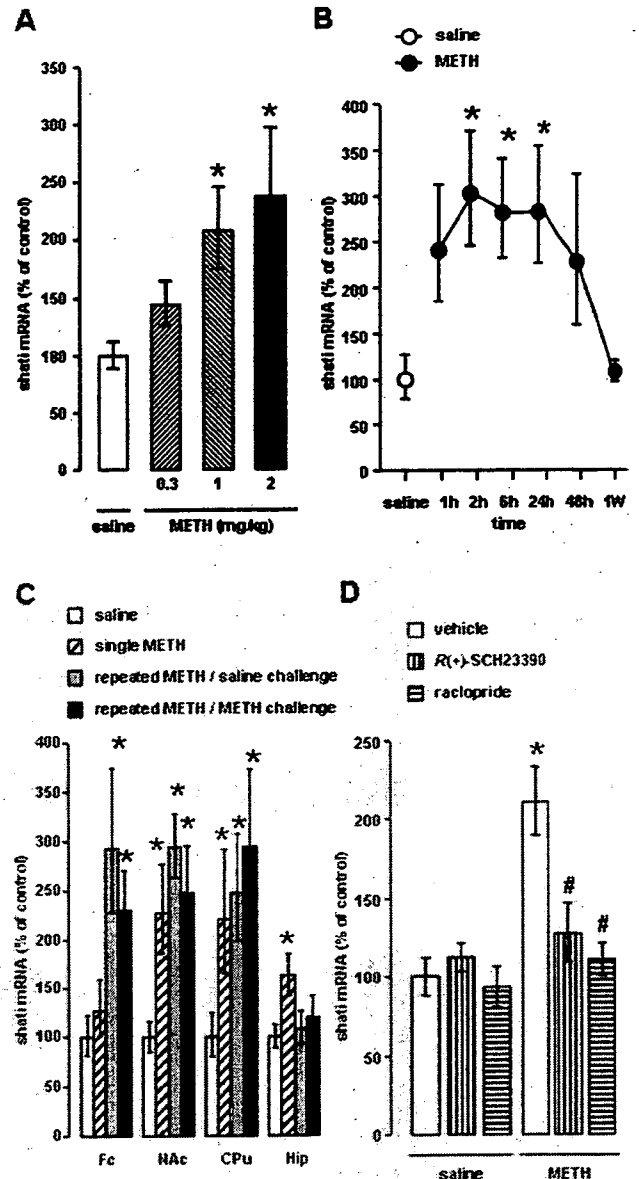 A
350
300
250
200
150
100
50
0
shati mRNA (% of control)
*
*
0.3 1 2
saline METH (mg/kg)
B
saline
METH
400
350
300
250
200
150
100
50
0
shati mRNA (% of control)
* * *
saline 1h 2h 6h 24h 48h 1W
time
C
saline
single METH
repeated METH / saline challenge
repeated METH / METH challenge
400
350
300
250
200
150
100
50
0
shati mRNA (% of control)
* * * * * * * * *
Fc NAc CPu Hip
D
vehicle
R(+)-SCH23390
raclopride
250
200
150
100
50
0
shati mRNA (% of control)
*
#
#
saline METH